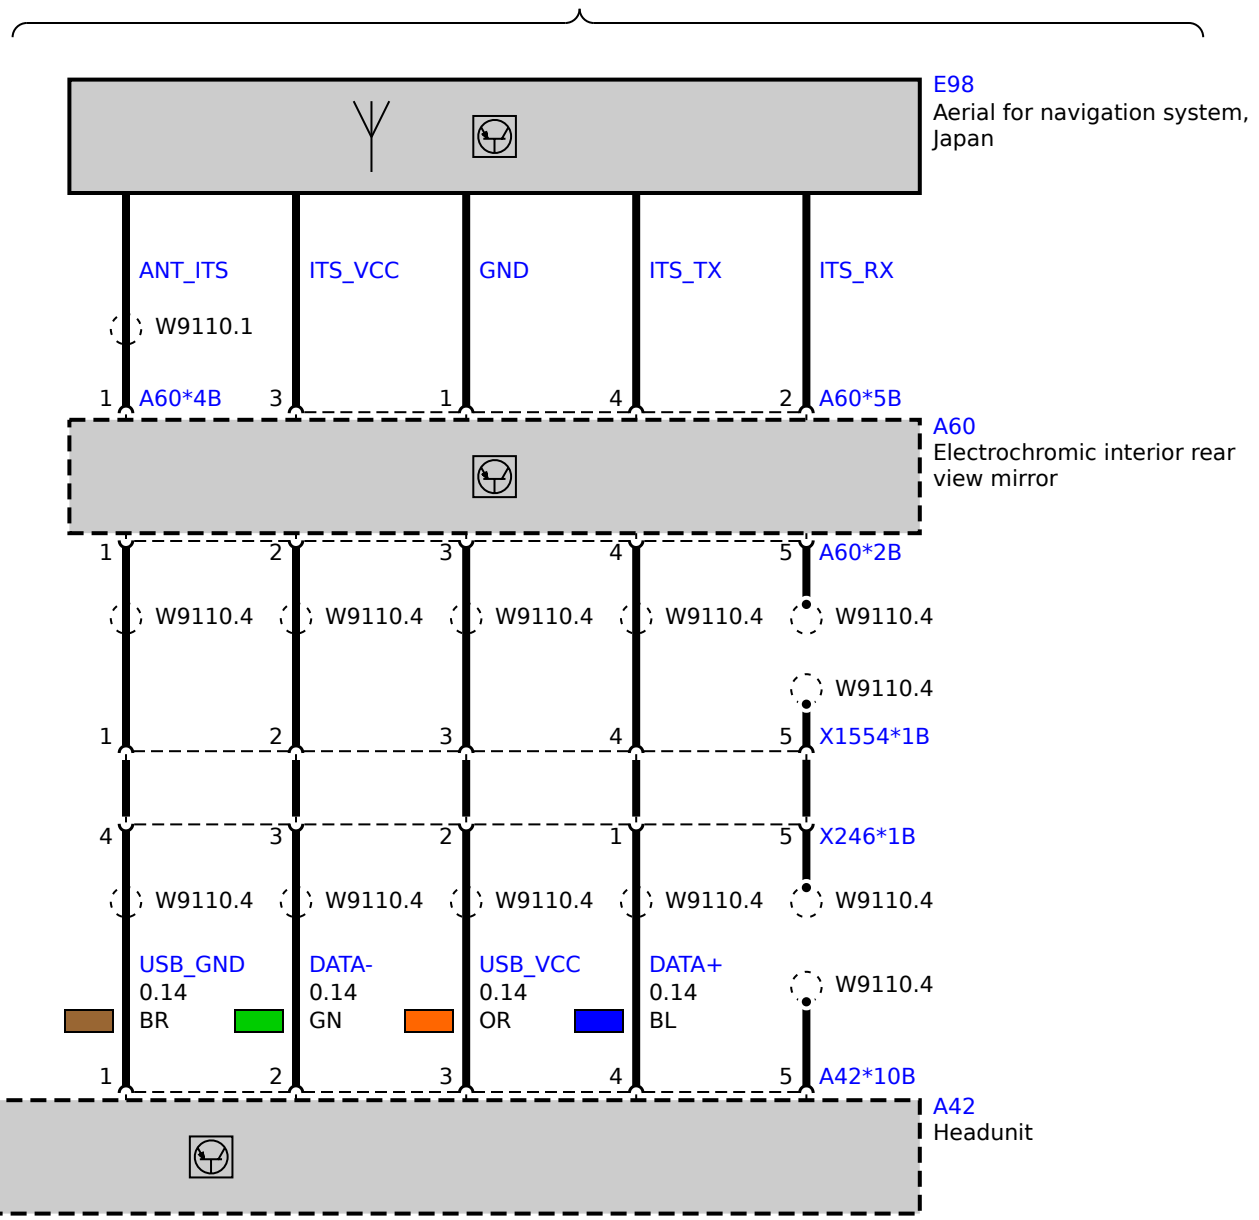 E98
Aerial for navigation system,
Japan
ANT_ITS ITS_VCC GND ITS_TX ITS_RX
W9110.1
1 A60*4B 3 1 4 2 A60*5B
A60
Electrochromic interior rear
view mirror
1 2 3 4 5 A60*2B
W9110.4 W9110.4 W9110.4 W9110.4 W9110.4
W9110.4
1 2 3 4 5 X1554*1B
4 3 2 1 5 X246*1B
W9110.4 W9110.4 W9110.4 W9110.4 W9110.4
USB_GND DATA- USB_VCC DATA+
0.14 0.14 0.14 0.14 W9110.4
BR GN OR BL
1 2 3 4 5 A42*10B
A42
Headunit